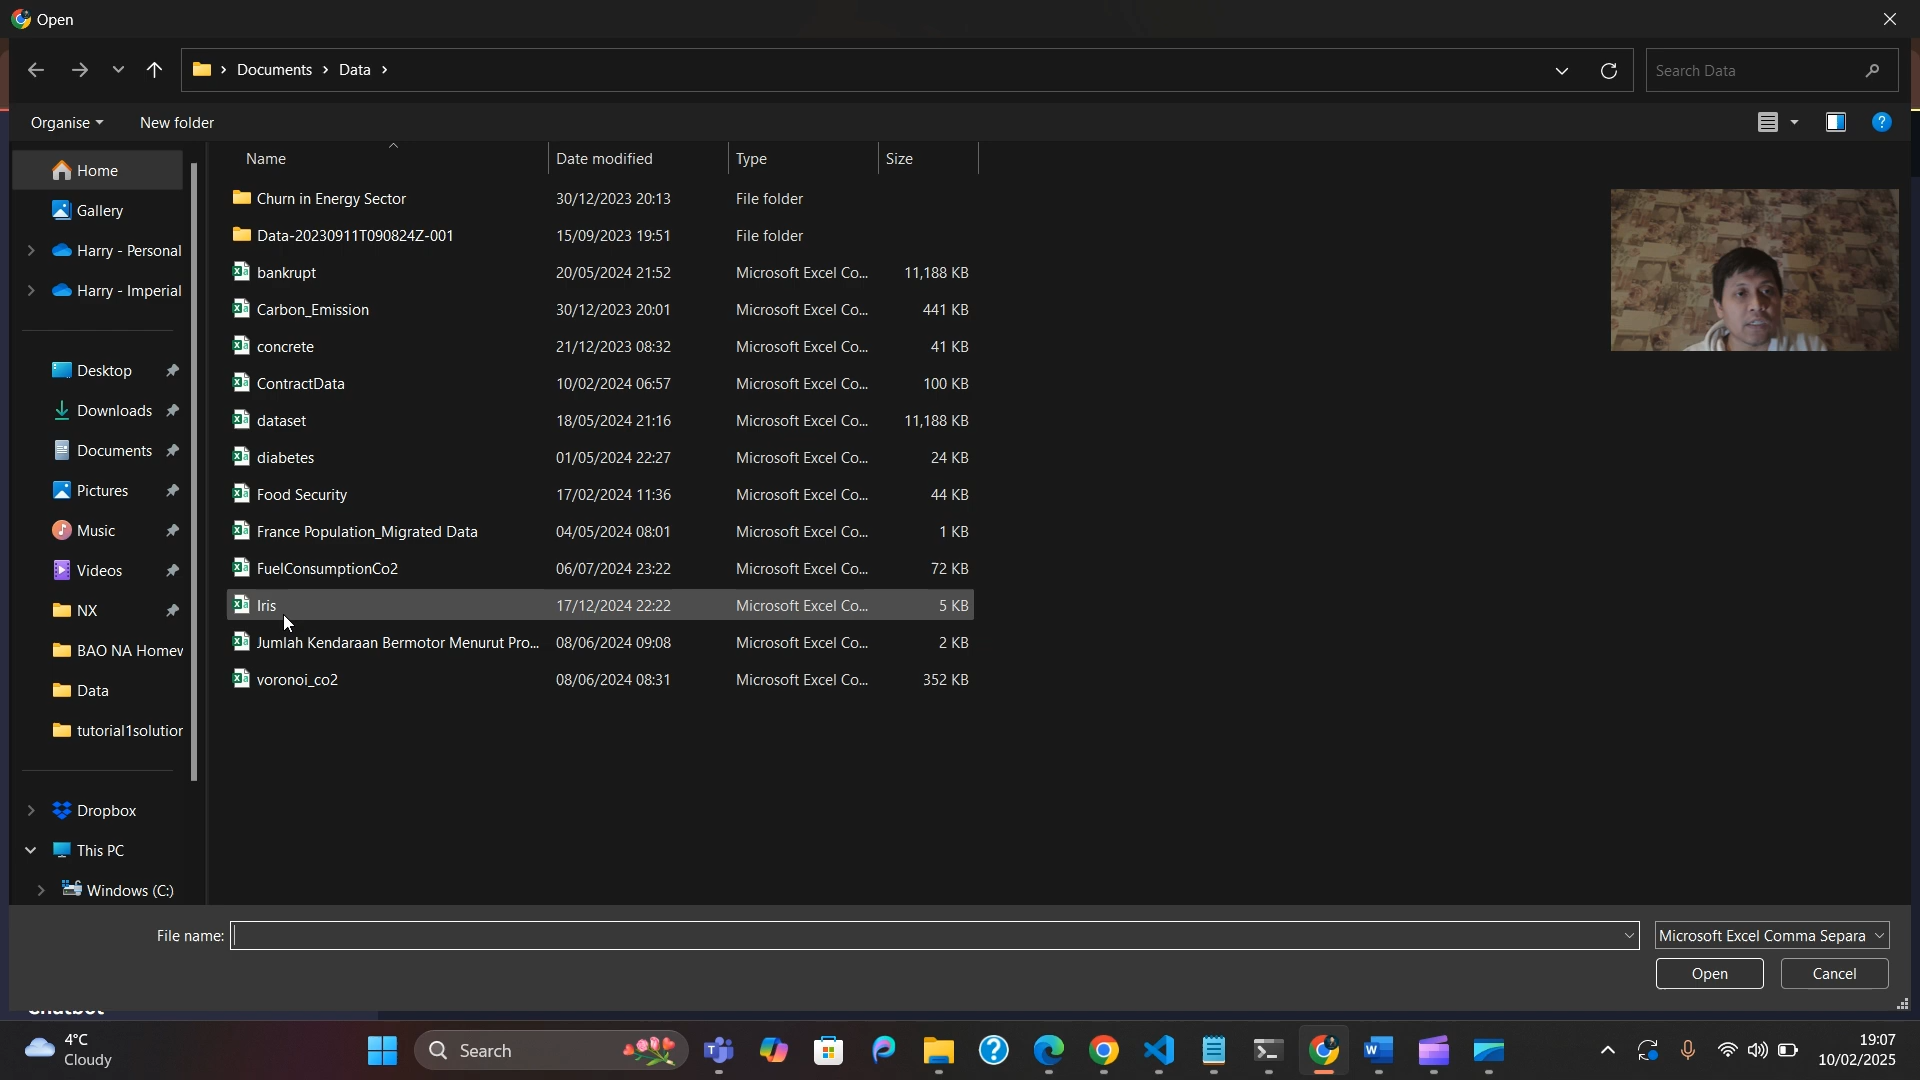 Open
Documents > Data >
Search Data
Organise
New folder
Name Date modified Type Size
Home
Gallery
Harry - Personal
Harry - Imperial
Desktop
Downloads
Documents
Pictures
Music
Videos
NX
BAO NA Homew
Data
tutorial1solution
Dropbox
This PC
Windows (C:)
Churn in Energy Sector 30/12/2023 20:13 File folder
Data-20230911T090824Z-001 15/09/2023 19:51 File folder
bankrupt 20/05/2024 21:52 Microsoft Excel Co... 11,188 KB
Carbon_Emission 30/12/2023 20:01 Microsoft Excel Co... 441 KB
concrete 21/12/2023 08:32 Microsoft Excel Co... 41 KB
ContractData 10/02/2024 06:57 Microsoft Excel Co... 100 KB
dataset 18/05/2024 21:16 Microsoft Excel Co... 11,188 KB
diabetes 01/05/2024 22:27 Microsoft Excel Co... 24 KB
Food Security 17/02/2024 11:36 Microsoft Excel Co... 44 KB
France Population_Migrated Data 04/05/2024 08:01 Microsoft Excel Co... 1 KB
FuelConsumptionCo2 06/07/2024 23:22 Microsoft Excel Co... 72 KB
Iris 17/12/2024 22:22 Microsoft Excel Co... 5 KB
Jumlah Kendaraan Bermotor Menurut Pro... 08/06/2024 09:08 Microsoft Excel Co... 2 KB
voronoi_co2 08/06/2024 08:31 Microsoft Excel Co... 352 KB
File name:
Microsoft Excel Comma Separa
Open
Cancel
Chatbot
4°C
Cloudy
Search
19:07
10/02/2025